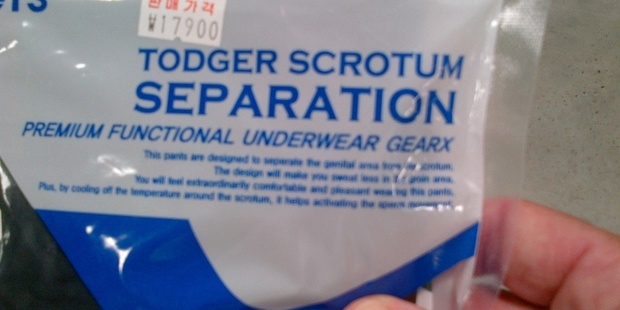 ers
판매가격
₩17900
TODGER SCROTUM
SEPARATION
PREMIUM FUNCTIONAL UNDERWEAR GEARX
This pants are designed to seperate the genital area from the scrotum.
The design will make you sweat less in the groin area.
You will feel extraordinarily comfortable and pleasant wearing this pants.
Plus, by cooling off the temperature around the scrotum, it helps activating the sperm